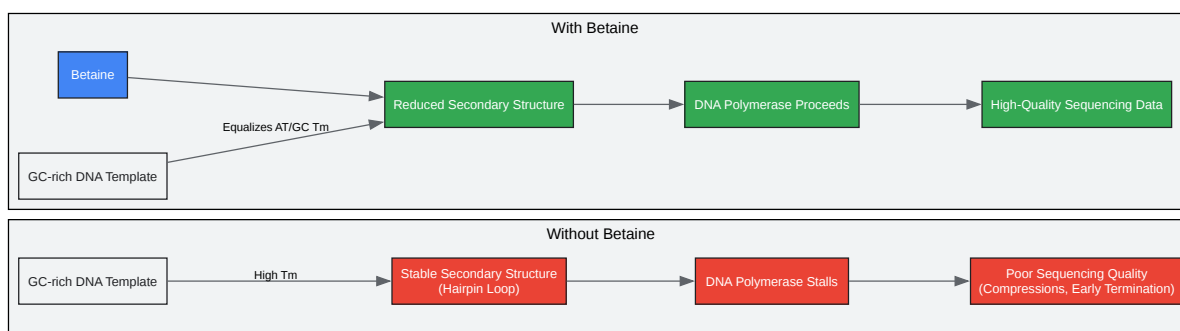 With Betaine
Betaine
Reduced Secondary Structure
DNA Polymerase Proceeds
High-Quality Sequencing Data
Equalizes AT/GC Tm
GC-rich DNA Template
Without Betaine
GC-rich DNA Template
High Tm
Stable Secondary Structure
(Hairpin Loop)
DNA Polymerase Stalls
Poor Sequencing Quality
(Compressions, Early Termination)